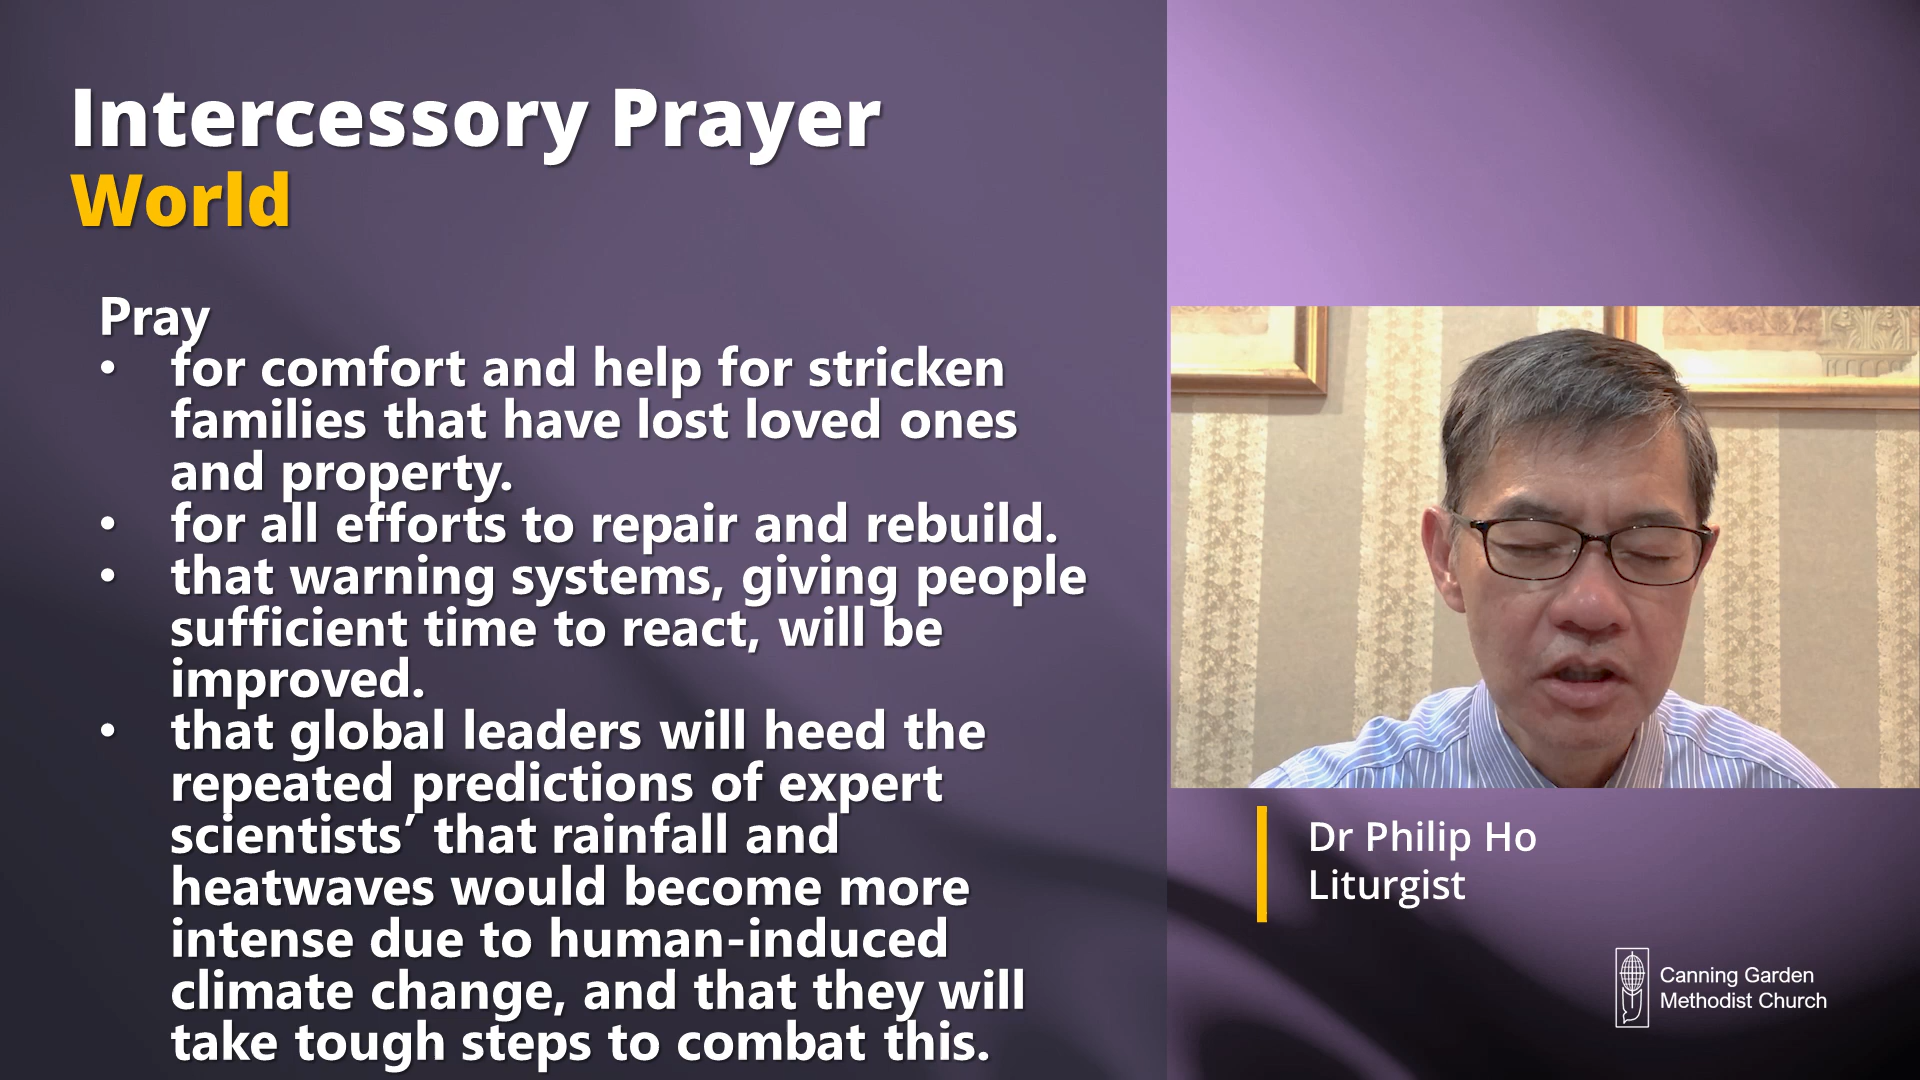 Intercessory Prayer
World
Pray
• for comfort and help for stricken
families that have lost loved ones
and property.
• for all efforts to repair and rebuild.
• that warning systems, giving people
sufficient time to react, will be
improved.
• that global leaders will heed the
repeated predictions of expert
scientists’ that rainfall and
heatwaves would become more
intense due to human-induced
climate change, and that they will
take tough steps to combat this.
Dr Philip Ho
Liturgist
Canning Garden
Methodist Church